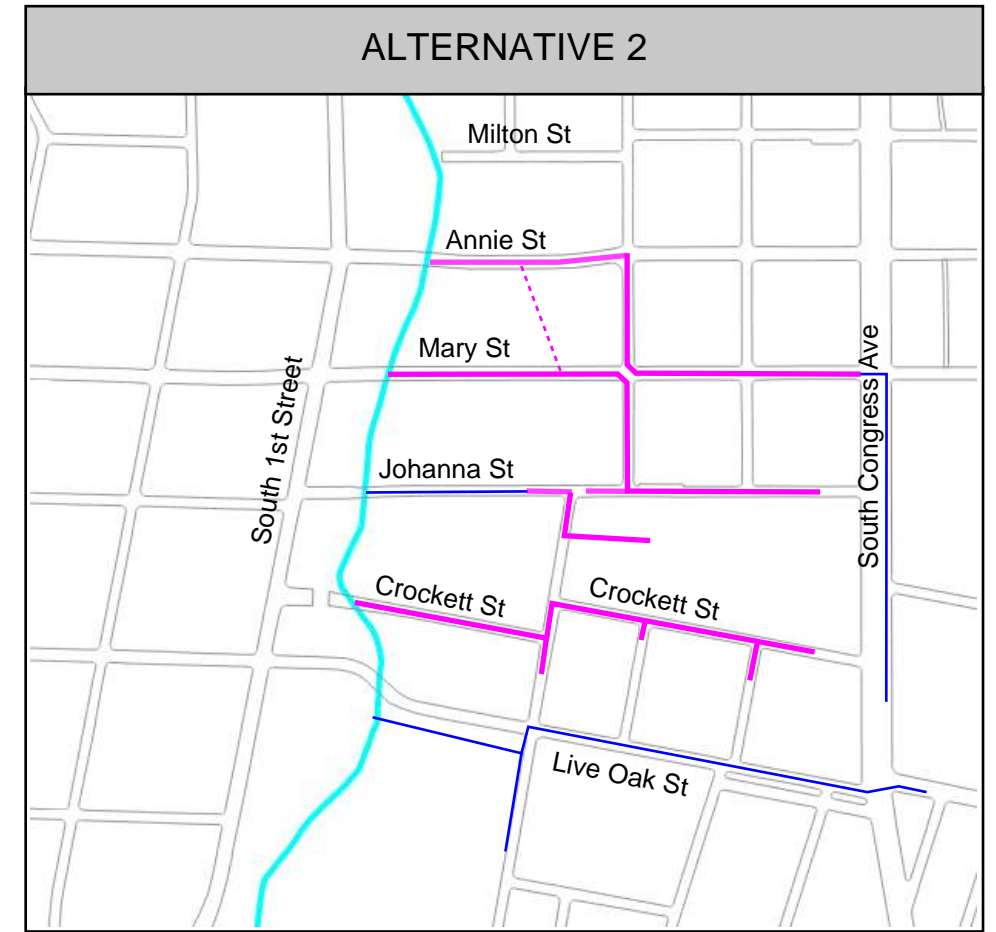 ALTERNATIVE 2
Milton St
Annie St
Mary St
South Congress Ave
South 1st Street
Johanna St
Crockett St
Crockett St
Live Oak St